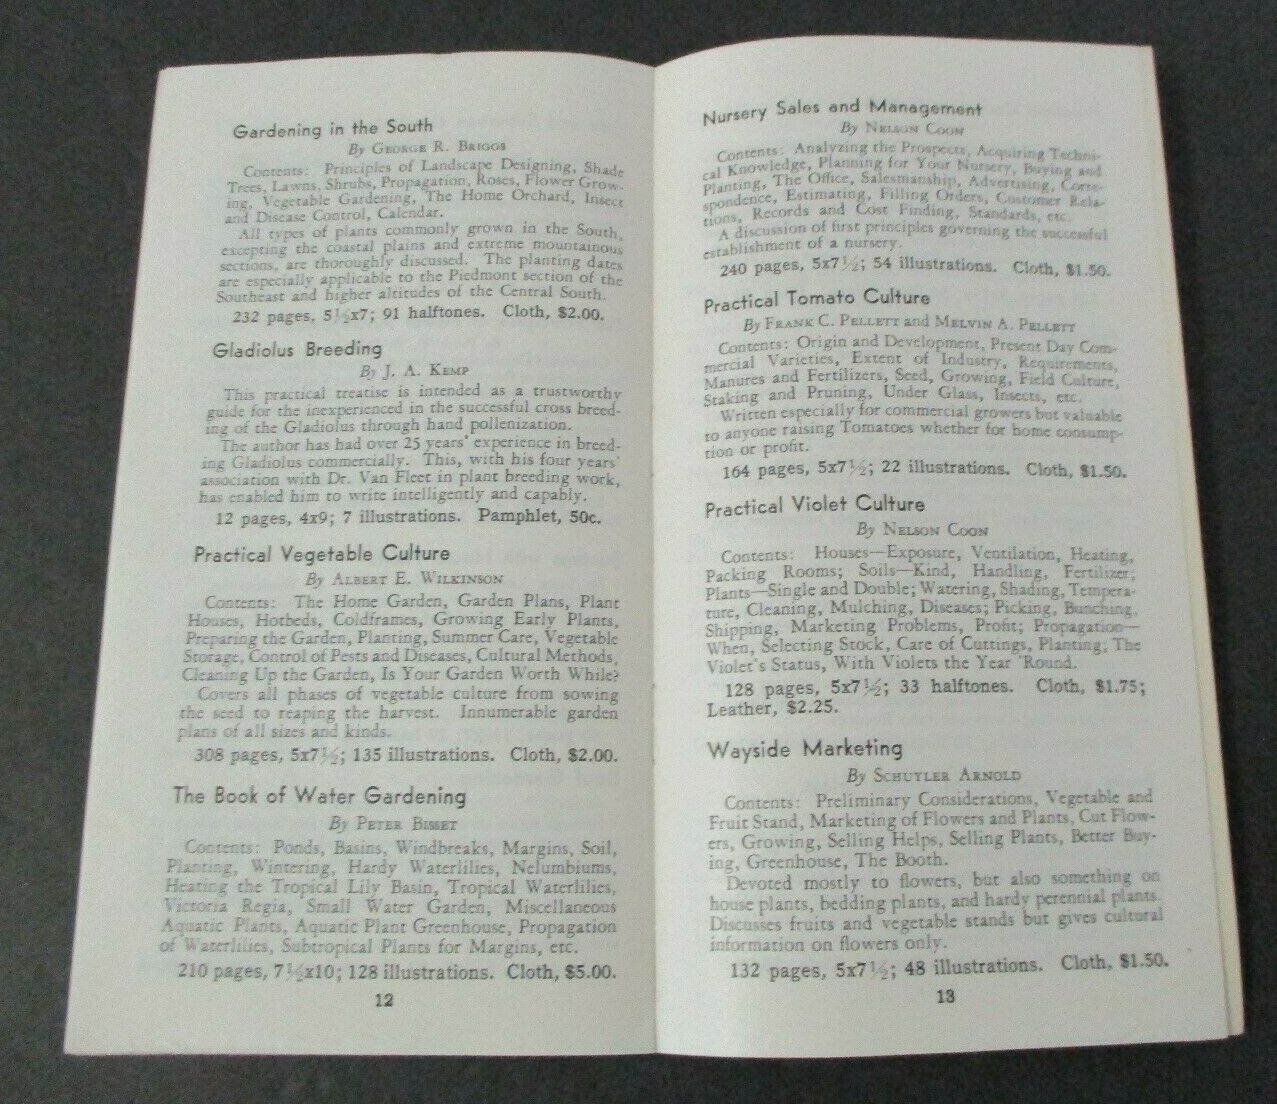 Gardening in the South
By George R. Briggs
Contents: Principles of Landscape Designing, Shade
Trees, Lawns, Shrubs, Propagation, Roses, Flower Grow-
ing, Vegetable Gardening, The Home Orchard, Insect
and Disease Control, Calendar.
All types of plants commonly grown in the South,
excepting the coastal plains and extreme mountainous
sections, are thoroughly discussed. The planting dates
are especially applicable to the Piedmont section of the
Southeast and higher altitudes of the Central South.
232 pages, 5½x7; 91 halftones. Cloth, $2.00.
Gladiolus Breeding
By J. A. Kemp
This practical treatise is intended as a trustworthy
guide for the inexperienced in the successful cross breed-
ing of the Gladiolus through hand pollenization.
The author has had over 25 years' experience in breed-
ing Gladiolus commercially. This, with his four years'
association with Dr. Van Fleet in plant breeding work,
has enabled him to write intelligently and capably.
12 pages, 4x9; 7 illustrations. Pamphlet, 50c.
Practical Vegetable Culture
By Albert E. Wilkinson
Contents: The Home Garden, Garden Plans, Plant
Houses, Hotbeds, Coldframes, Growing Early Plants,
Preparing the Garden, Planting, Summer Care, Vegetable
Storage, Control of Pests and Diseases, Cultural Methods,
Cleaning Up the Garden, Is Your Garden Worth While?
Covers all phases of vegetable culture from sowing
the seed to reaping the harvest. Innumerable garden
plans of all sizes and kinds.
308 pages, 5x7½; 135 illustrations. Cloth, $2.00.
The Book of Water Gardening
By Peter Bisset
Contents: Ponds, Basins, Windbreaks, Margins, Soil,
Planting, Wintering, Hardy Waterlilies, Nelumbiums,
Heating the Tropical Lily Basin, Tropical Waterlilies,
Victoria Regia, Small Water Garden, Miscellaneous
Aquatic Plants, Aquatic Plant Greenhouse, Propagation
of Waterlilies, Subtropical Plants for Margins, etc.
210 pages, 7½x10; 128 illustrations. Cloth, $5.00.
12
Nursery Sales and Management
By Nelson Coon
Contents: Analyzing the Prospects, Acquiring Techni-
cal Knowledge, Planning for Your Nursery, Buying and
Planting, The Office, Salesmanship, Advertising, Corre-
spondence, Estimating, Filling Orders, Customer Rela-
tions, Records and Cost Finding, Standards, etc.
A discussion of first principles governing the successful
establishment of a nursery.
240 pages, 5x7½; 54 illustrations. Cloth, $1.50.
Practical Tomato Culture
By Frank C. Pellett and Melvin A. Pellett
Contents: Origin and Development, Present Day Com-
mercial Varieties, Extent of Industry, Requirements,
Manures and Fertilizers, Seed, Growing, Field Culture,
Staking and Pruning, Under Glass, Insects, etc.
Written especially for commercial growers but valuable
to anyone raising Tomatoes whether for home consump-
tion or profit.
164 pages, 5x7½; 22 illustrations. Cloth, $1.50.
Practical Violet Culture
By Nelson Coon
Contents: Houses—Exposure, Ventilation, Heating,
Packing Rooms; Soils—Kind, Handling, Fertilizer;
Plants—Single and Double; Watering, Shading, Tempera-
ture, Cleaning, Mulching, Diseases; Picking, Bunching,
Shipping, Marketing Problems, Profit; Propagation—
When, Selecting Stock, Care of Cuttings, Planting; The
Violet's Status, With Violets the Year 'Round.
128 pages, 5x7½; 33 halftones. Cloth, $1.75;
Leather, $2.25.
Wayside Marketing
By Schuyler Arnold
Contents: Preliminary Considerations, Vegetable and
Fruit Stand, Marketing of Flowers and Plants, Cut Flow-
ers, Growing, Selling Helps, Selling Plants, Better Buy-
ing, Greenhouse, The Booth.
Devoted mostly to flowers, but also something on
house plants, bedding plants, and hardy perennial plants.
Discusses fruits and vegetable stands but gives cultural
information on flowers only.
132 pages, 5x7½; 48 illustrations. Cloth, $1.50.
13